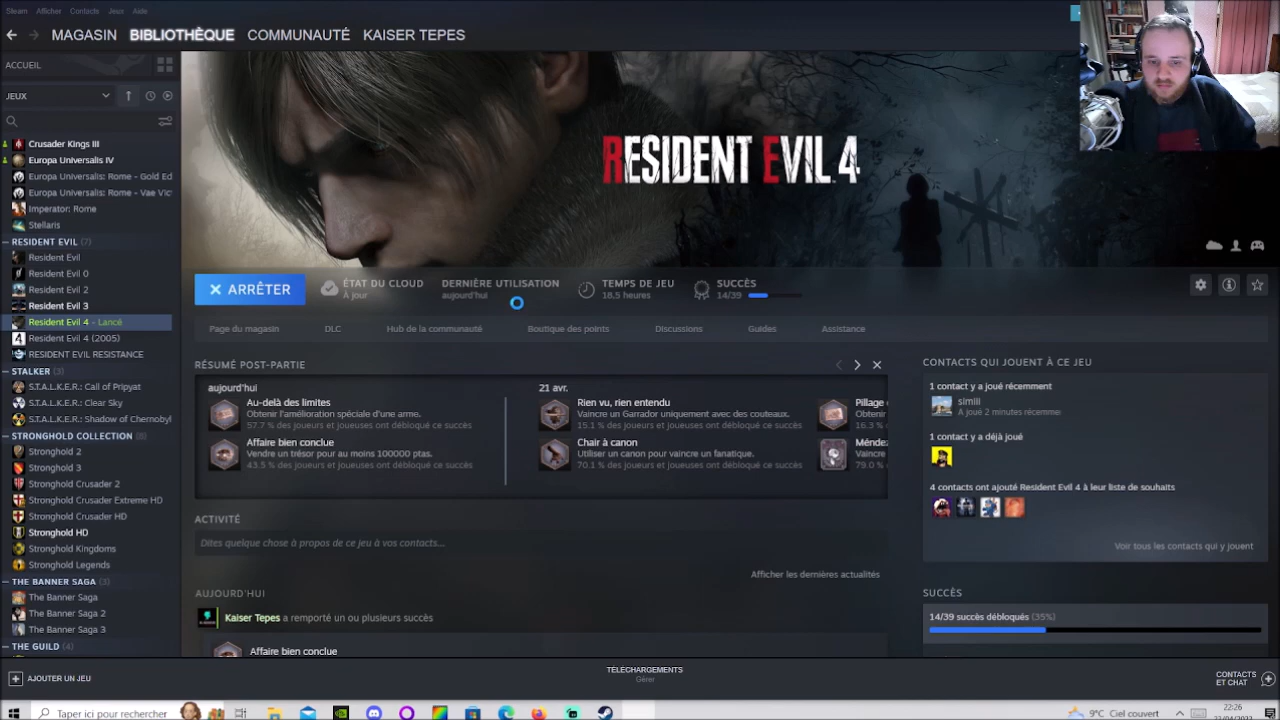 Steam Afficher Contacts Jeux Aide
MAGASIN BIBLIOTHÈQUE COMMUNAUTÉ KAISER TEPES
ACCUEIL
JEUX
Crusader Kings III
Europa Universalis IV
Europa Universalis: Rome - Gold Ed
Europa Universalis: Rome - Vae Vic
Imperator: Rome
Stellaris
RESIDENT EVIL (7)
Resident Evil
Resident Evil 0
Resident Evil 2
Resident Evil 3
Resident Evil 4 - Lancé
Resident Evil 4 (2005)
RESIDENT EVIL RESISTANCE
STALKER (3)
S.T.A.L.K.E.R.: Call of Pripyat
S.T.A.L.K.E.R.: Clear Sky
S.T.A.L.K.E.R.: Shadow of Chernobyl
STRONGHOLD COLLECTION (8)
Stronghold 2
Stronghold 3
Stronghold Crusader 2
Stronghold Crusader Extreme HD
Stronghold Crusader HD
Stronghold HD
Stronghold Kingdoms
Stronghold Legends
THE BANNER SAGA (3)
The Banner Saga
The Banner Saga 2
The Banner Saga 3
THE GUILD (4)
RESIDENT EVIL 4
ARRÊTER
ÉTAT DU CLOUD
À jour
DERNIÈRE UTILISATION
aujourd'hui
TEMPS DE JEU
18,5 heures
SUCCÈS
14/39
Page du magasin DLC Hub de la communauté Boutique des points Discussions Guides Assistance
RÉSUMÉ POST-PARTIE
aujourd'hui
Au-delà des limites
Obtenir l'amélioration spéciale d'une arme.
57.7 % des joueurs et joueuses ont débloqué ce succès
Affaire bien conclue
Vendre un trésor pour au moins 100000 ptas.
43.5 % des joueurs et joueuses ont débloqué ce succès
21 avr.
Rien vu, rien entendu
Vaincre un Garrador uniquement avec des couteaux.
15.1 % des joueurs et joueuses ont débloqué ce succès
Chair à canon
Utiliser un canon pour vaincre un fanatique.
70.1 % des joueurs et joueuses ont débloqué ce succès
Pillage
Obtenir
16.3 %
Méndez
Vaincre
79.0 %
ACTIVITÉ
Dites quelque chose à propos de ce jeu à vos contacts...
Afficher les dernières actualités
AUJOURD'HUI
Kaiser Tepes a remporté un ou plusieurs succès
Affaire bien conclue
CONTACTS QUI JOUENT À CE JEU
1 contact y a joué récemment
simili
A joué 2 minutes récemme
1 contact y a déjà joué
4 contacts ont ajouté Resident Evil 4 à leur liste de souhaits
Voir tous les contacts qui y jouent
SUCCÈS
14/39 succès débloqués (35%)
AJOUTER UN JEU
TÉLÉCHARGEMENTS
Gérer
CONTACTS
ET CHAT
Taper ici pour rechercher
9°C Ciel couvert
22:26